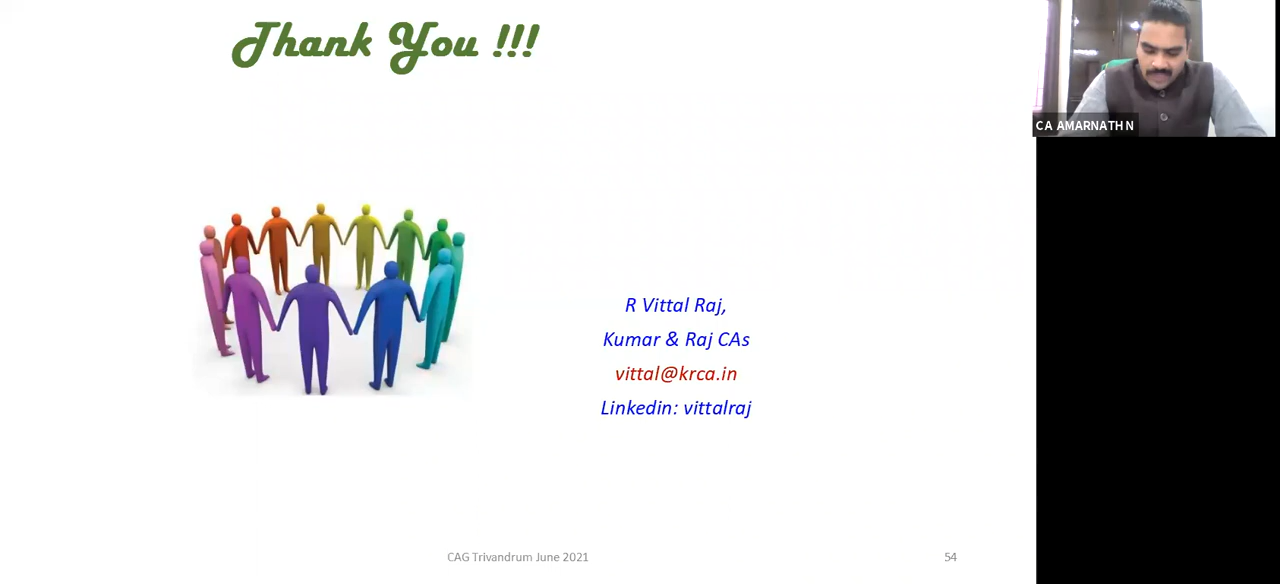 Thank You !!!
CA AMARNATH N
R Vittal Raj,
Kumar & Raj CAs
vittal@krca.in
Linkedin: vittalraj
CAG Trivandrum June 2021
54